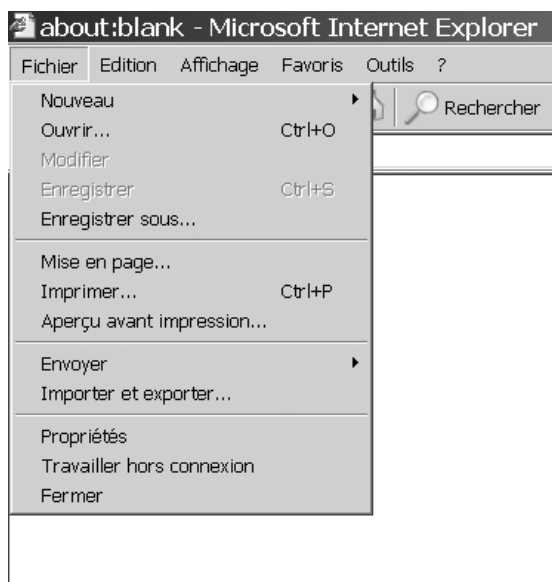 about:blank - Microsoft Internet Explorer
Fichier Edition Affichage Favoris Outils ?
Rechercher
Nouveau
Ouvrir... Ctrl+O
Modifier
Enregistrer Ctrl+S
Enregistrer sous...
Mise en page...
Imprimer... Ctrl+P
Aperçu avant impression...
Envoyer
Importer et exporter...
Propriétés
Travailler hors connexion
Fermer